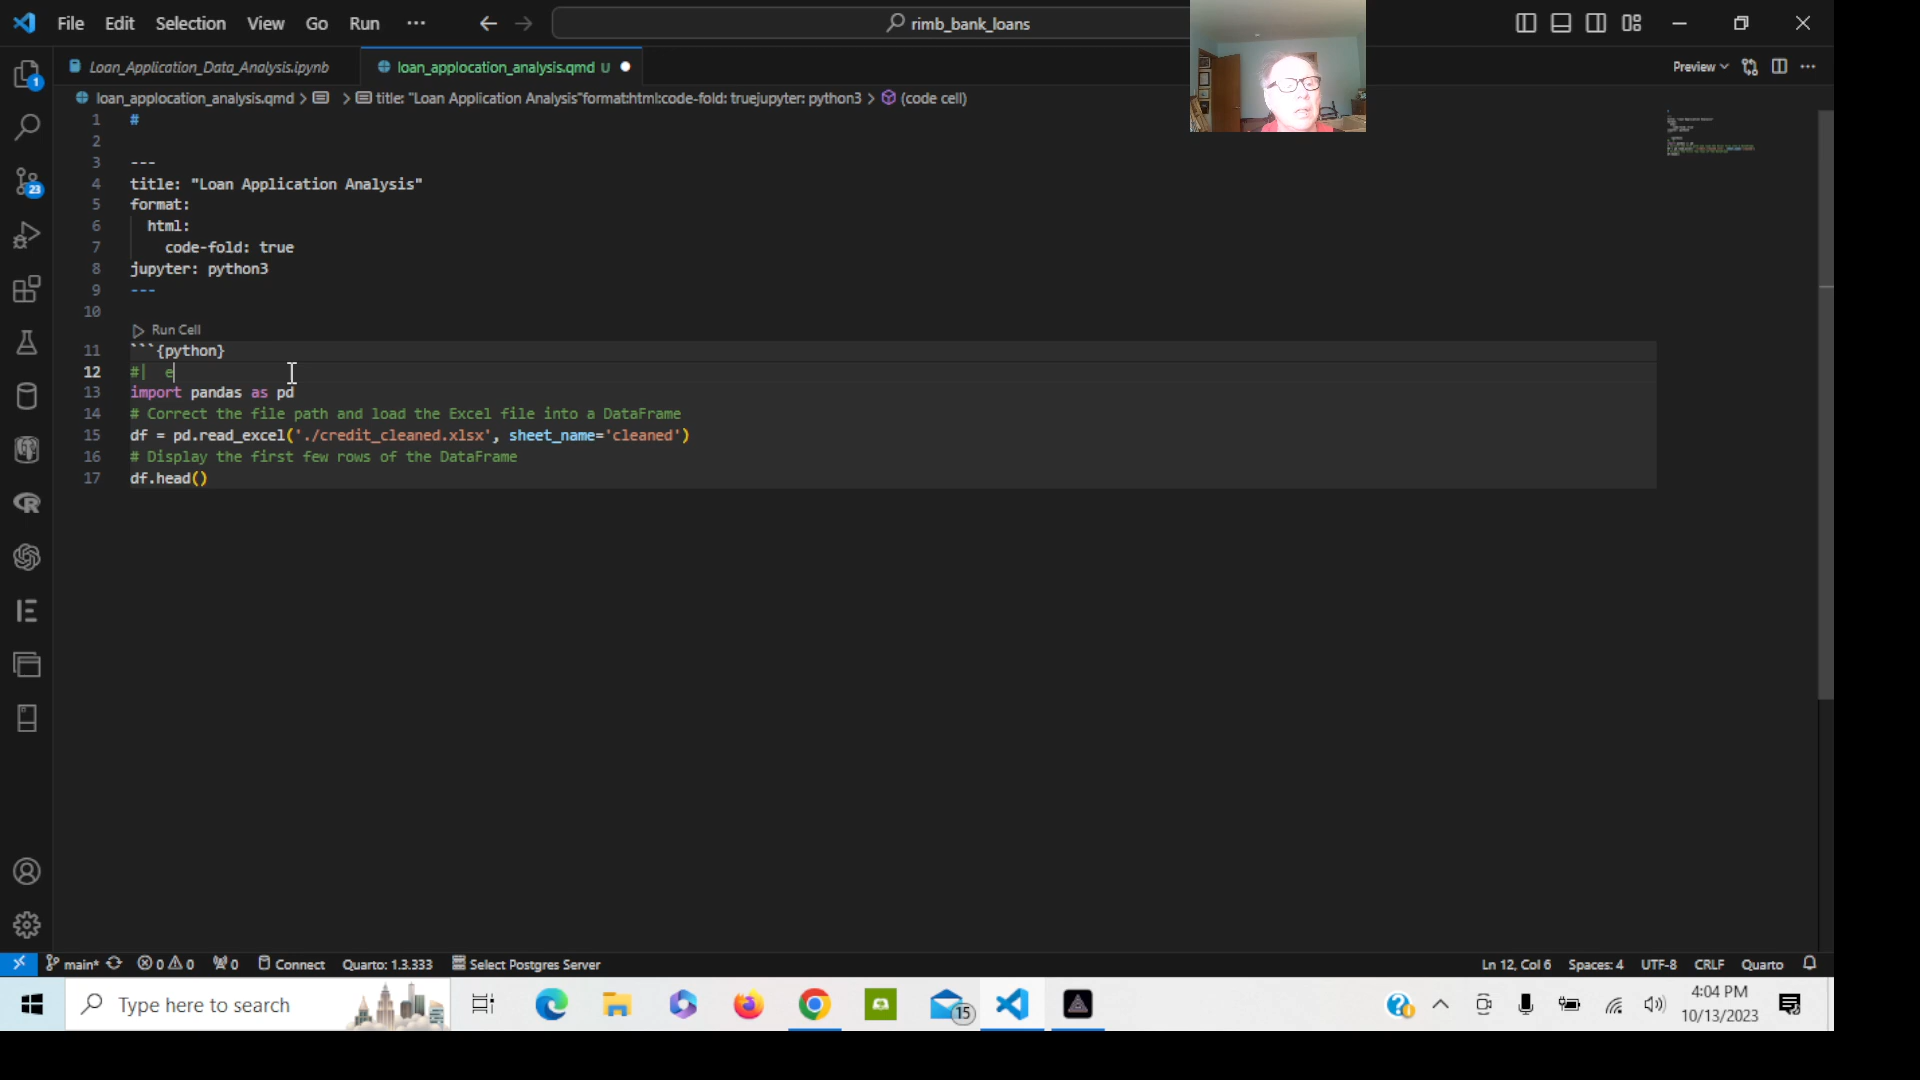 File Edit Selection View Go Run ··· rimb_bank_loans
Loan_Application_Data_Analysis.ipynb loan_applocation_analysis.qmd U Preview
loan_applocation_analysis.qmd > > title: "Loan Application Analysis"format:html:code-fold: truejupyter: python3 > (code cell)
1 #
2
3 ---
4 title: "Loan Application Analysis"
5 format:
6 html:
7 code-fold: true
8 jupyter: python3
9 ---
10
Run Cell
11 ```{python}
12 #| e
13 import pandas as pd
14 # Correct the file path and load the Excel file into a DataFrame
15 df = pd.read_excel('./credit_cleaned.xlsx', sheet_name='cleaned')
16 # Display the first few rows of the DataFrame
17 df.head()
1
23
main* 0 0 0 Connect Quarto: 1.3.333 Select Postgres Server Ln 12, Col 6 Spaces: 4 UTF-8 CRLF Quarto
Type here to search 15 4:04 PM
10/13/2023